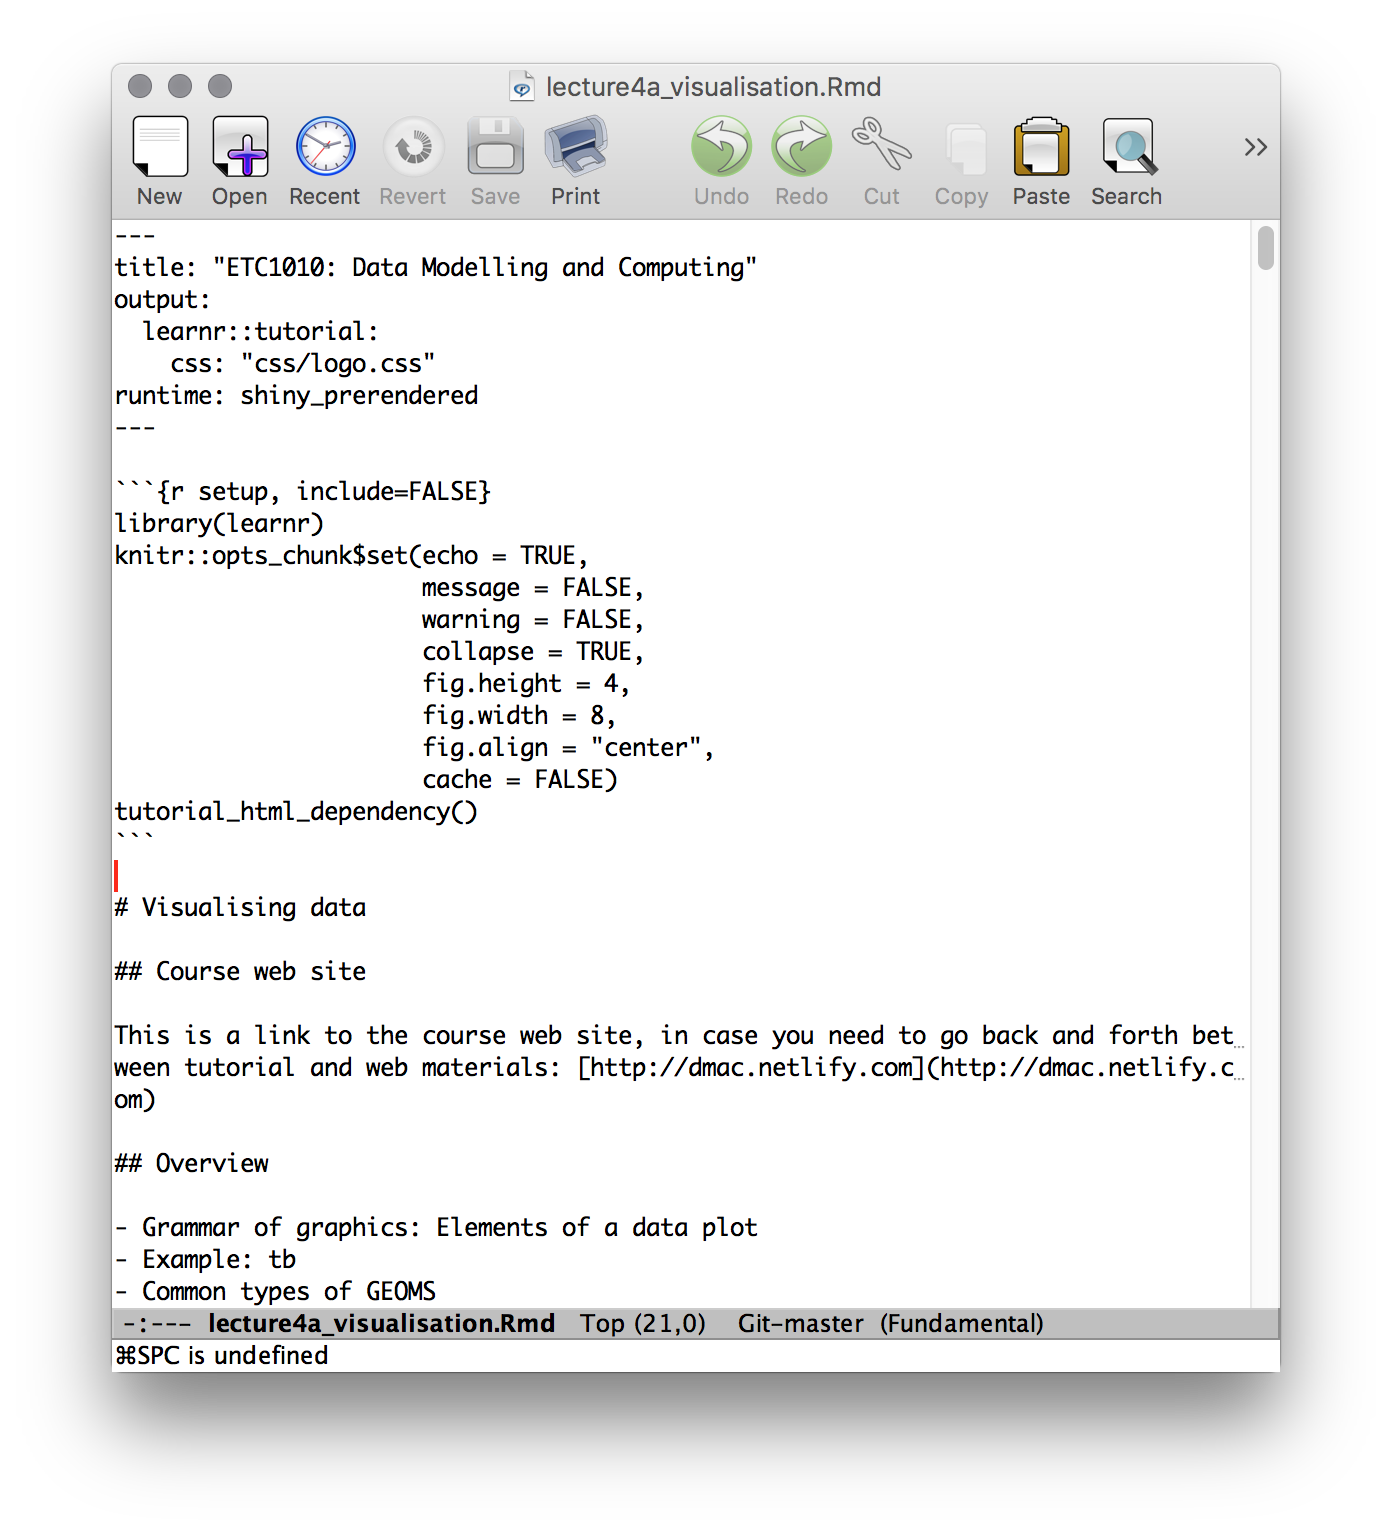 lecture4a_visualisation.Rmd
New Open Recent Revert Save Print Undo Redo Cut Copy Paste Search
---
title: "ETC1010: Data Modelling and Computing"
output:
  learnr::tutorial:
    css: "css/logo.css"
runtime: shiny_prerendered
---
```{r setup, include=FALSE}
library(learnr)
knitr::opts_chunk$set(echo = TRUE,
                      message = FALSE,
                      warning = FALSE,
                      collapse = TRUE,
                      fig.height = 4,
                      fig.width = 8,
                      fig.align = "center",
                      cache = FALSE)
tutorial_html_dependency()
```
# Visualising data
## Course web site
This is a link to the course web site, in case you need to go back and forth bet
ween tutorial and web materials: [http://dmac.netlify.com](http://dmac.netlify.c
om)
## Overview
- Grammar of graphics: Elements of a data plot
- Example: tb
- Common types of GEOMS
-:--- lecture4a_visualisation.Rmd Top (21,0) Git-master (Fundamental)
⌘SPC is undefined